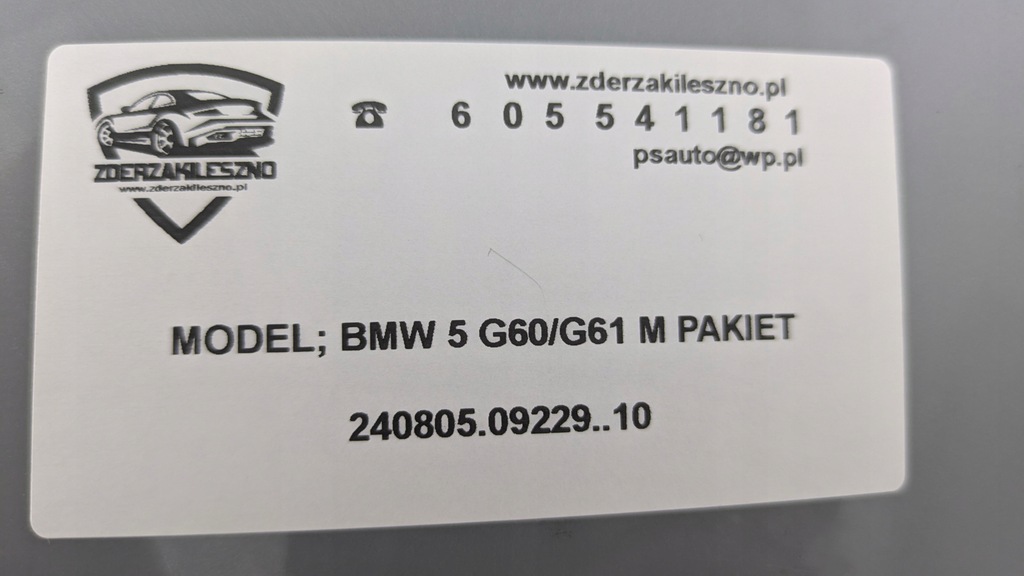 ZDERZAKILESZNO
www.zderzakileszno.pl
www.zderzakileszno.pl
☎ 6 0 5 5 4 1 1 8 1
psauto@wp.pl
MODEL; BMW 5 G60/G61 M PAKIET
240805.09229..10